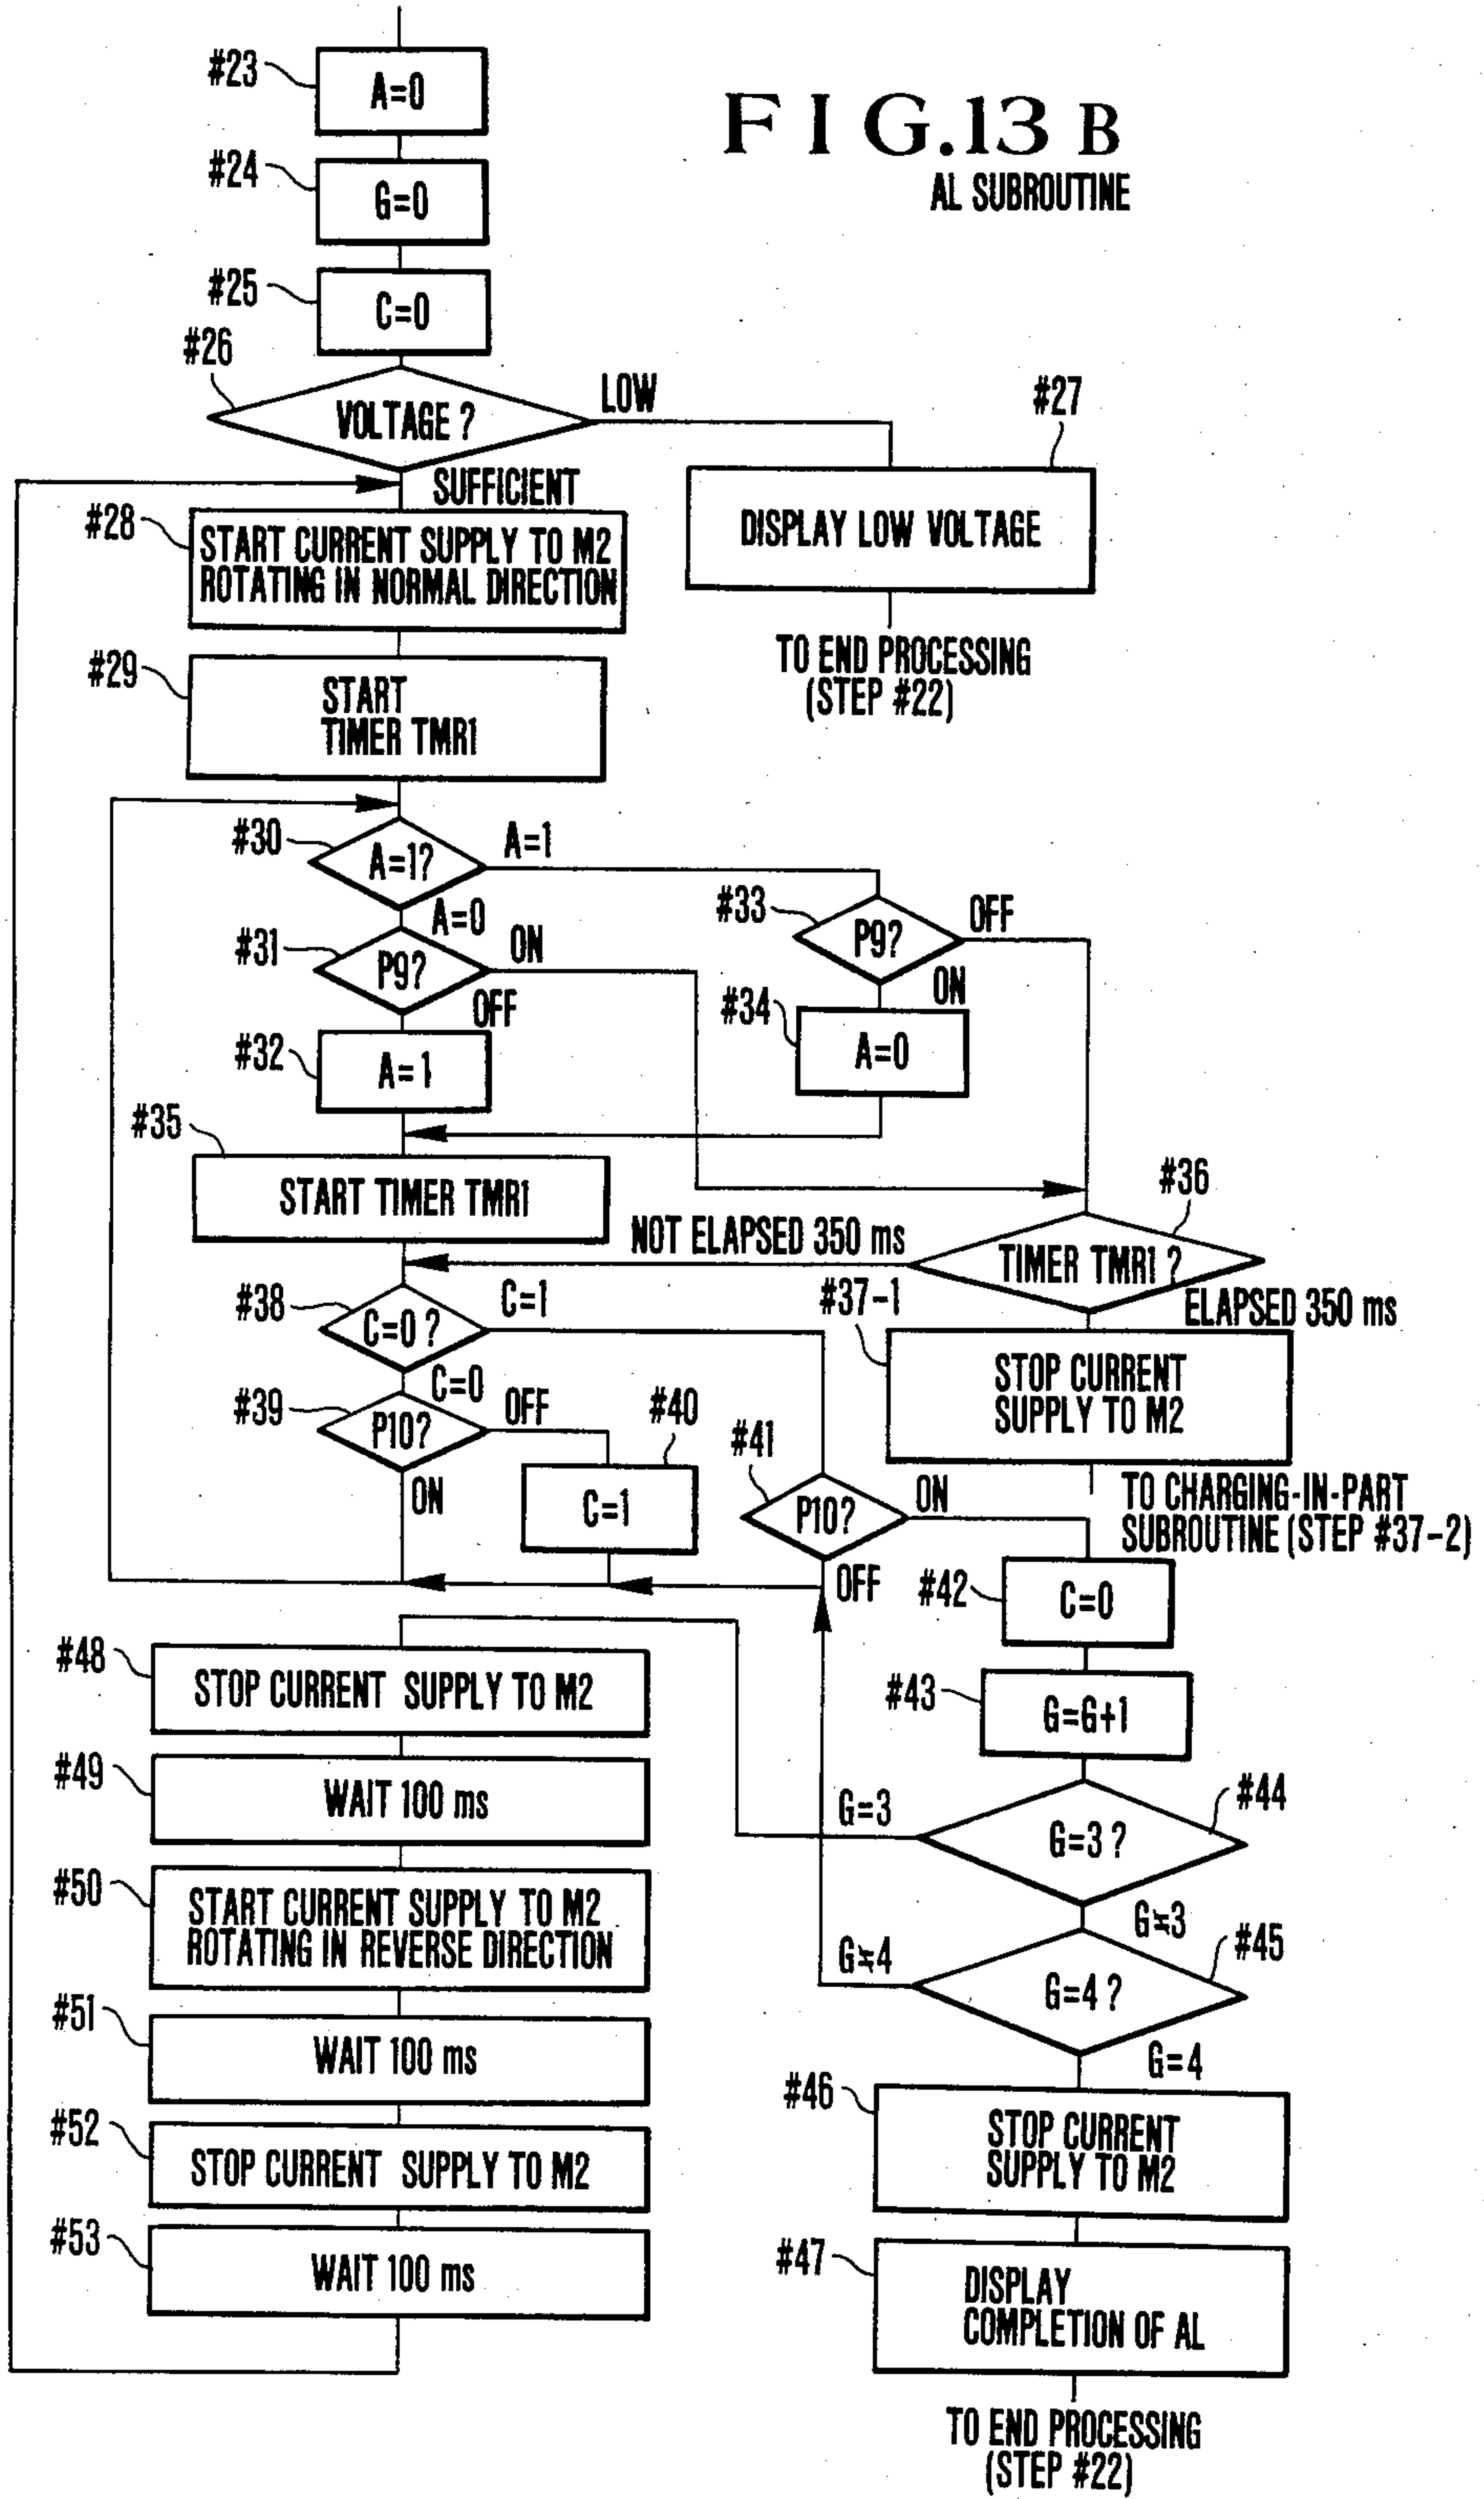 FIG.13 B
AL SUBROUTINE
#23
A=0
#24
G=0
#25
C=0
#26
VOLTAGE ?
LOW
#27
SUFFICIENT
DISPLAY LOW VOLTAGE
TO END PROCESSING
(STEP #22)
#28
START CURRENT SUPPLY TO M2
ROTATING IN NORMAL DIRECTION
#29
START
TIMER TMR1
#30
A=1?
A=1
A=0
#31
P9?
ON
OFF
#32
A=1
#33
P9?
OFF
ON
#34
A=0
#35
START TIMER TMR1
#36
TIMER TMR1 ?
NOT ELAPSED 350 ms
ELAPSED 350 ms
#37-1
STOP CURRENT
SUPPLY TO M2
TO CHARGING-IN-PART
SUBROUTINE (STEP #37-2)
#38
C=0 ?
C=1
C=0
#39
P10?
OFF
ON
#40
C=1
#41
P10?
ON
OFF
#42
C=0
#43
G=G+1
#44
G=3 ?
G=3
G≠3
#45
G=4 ?
G≠4
G=4
#46
STOP CURRENT
SUPPLY TO M2
#47
DISPLAY
COMPLETION OF AL
TO END PROCESSING
(STEP #22)
#48
STOP CURRENT SUPPLY TO M2
#49
WAIT 100 ms
#50
START CURRENT SUPPLY TO M2
ROTATING IN REVERSE DIRECTION
#51
WAIT 100 ms
#52
STOP CURRENT SUPPLY TO M2
#53
WAIT 100 ms